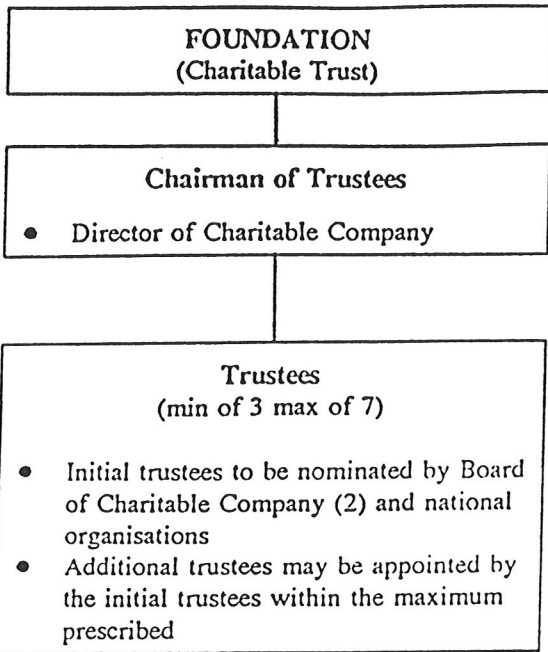 FOUNDATION
(Charitable Trust)
Chairman of Trustees
• Director of Charitable Company
Trustees
(min of 3 max of 7)
• Initial trustees to be nominated by Board
of Charitable Company (2) and national
organisations
• Additional trustees may be appointed by
the initial trustees within the maximum
prescribed